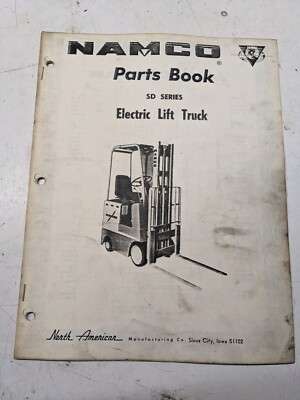 NAMCO
Parts Book
SD SERIES
Electric Lift Truck
North American Manufacturing Co. Sioux City, Iowa 51102